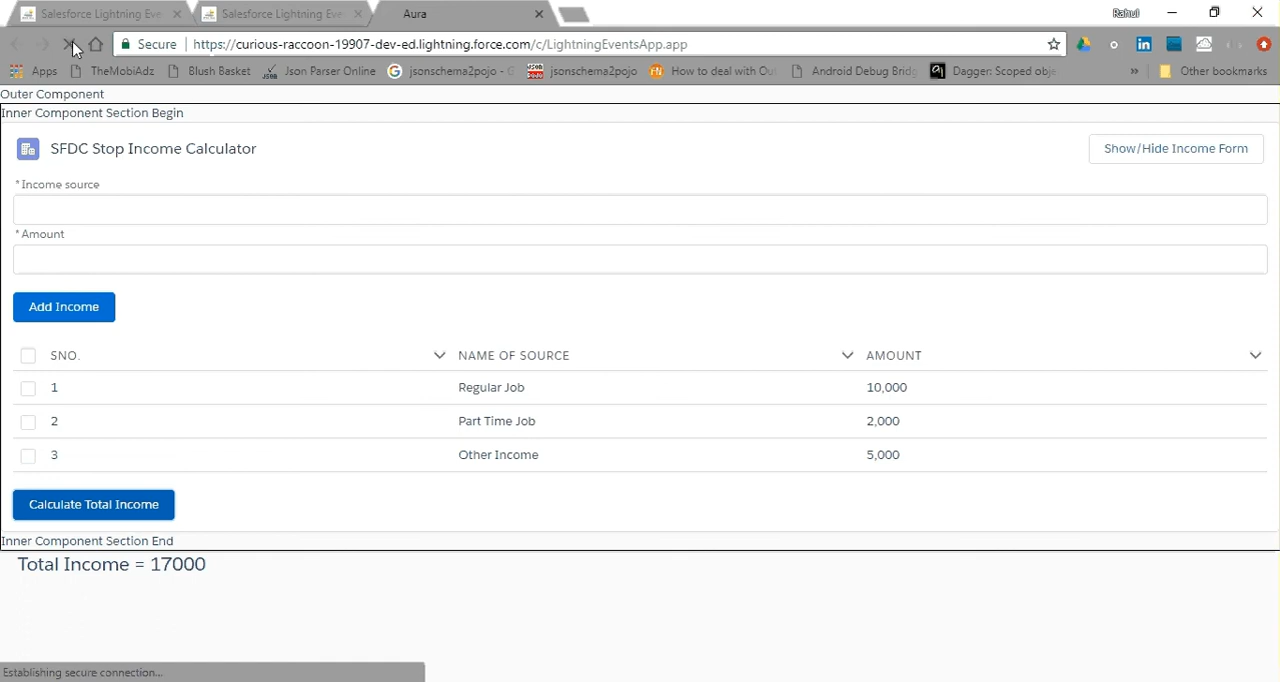 Salesforce Lightning Eve
Salesforce Lightning Eve
Aura
Rahul
Secure
https://curious-raccoon-19907-dev-ed.lightning.force.com/c/LightningEventsApp.app
Apps
TheMobiAdz
Blush Basket
Json Parser Online
jsonschema2pojo - G
jsonschema2pojo
How to deal with Out
Android Debug Bridg
Dagger: Scoped obje
»
Other bookmarks
Outer Component
Inner Component Section Begin
SFDC Stop Income Calculator
Show/Hide Income Form
*Income source
*Amount
Add Income
SNO. NAME OF SOURCE AMOUNT
1 Regular Job 10,000
2 Part Time Job 2,000
3 Other Income 5,000
Calculate Total Income
Inner Component Section End
Total Income = 17000
Establishing secure connection...